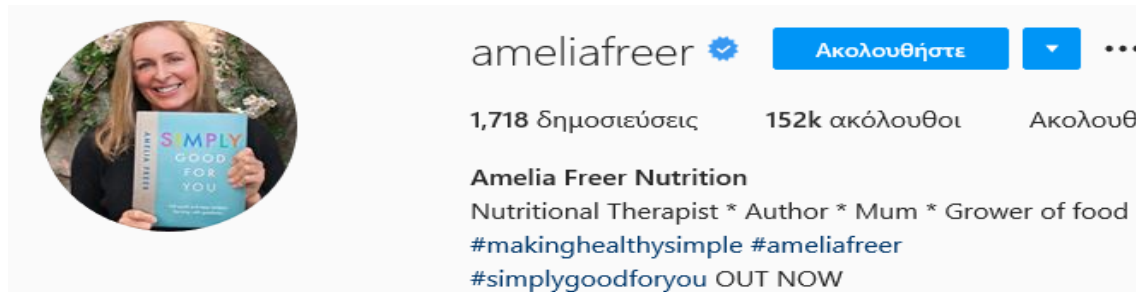 ameliafreer Ακολουθήστε
1,718 δημοσιεύσεις 152k ακόλουθοι Ακολουθ
Amelia Freer Nutrition
Nutritional Therapist * Author * Mum * Grower of food
#makinghealthysimple #ameliafreer
#simplygoodforyou OUT NOW
AMELIA FREER
SIMPLY
GOOD
FOR
YOU